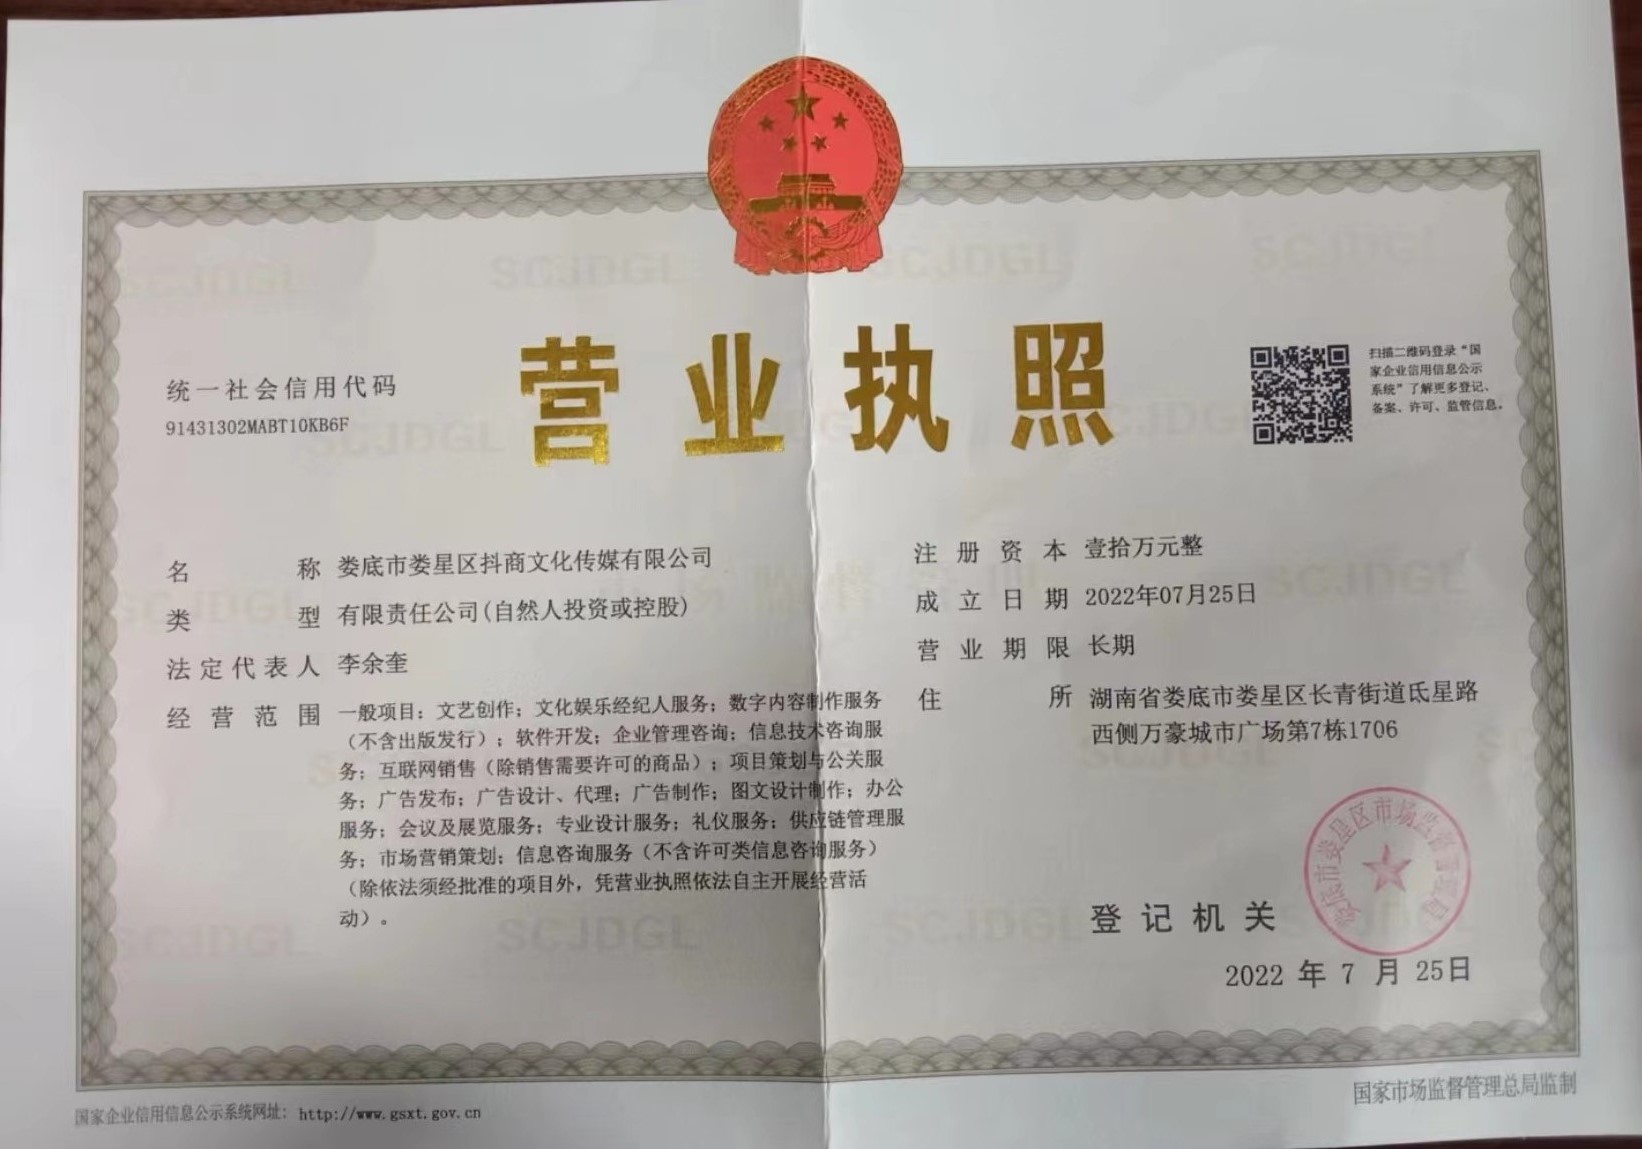 统一社会信用代码
91431302MABT10KB6F
营业执照
扫描二维码登录“国
家企业信用信息公示
系统”了解更多登记、
备案、许可、监管信息。
名称 娄底市娄星区抖商文化传媒有限公司
类型 有限责任公司(自然人投资或控股)
法定代表人 李余奎
经营范围 一般项目：文艺创作；文化娱乐经纪人服务；数字内容制作服务
（不含出版发行）；软件开发；企业管理咨询；信息技术咨询服
务；互联网销售（除销售需要许可的商品）；项目策划与公关服
务；广告发布；广告设计、代理；广告制作；图文设计制作；办公
服务；会议及展览服务；专业设计服务；礼仪服务；供应链管理服
务；市场营销策划；信息咨询服务（不含许可类信息咨询服务）
（除依法须经批准的项目外，凭营业执照依法自主开展经营活
动）。
注册资本 壹拾万元整
成立日期 2022年07月25日
营业期限 长期
住所 湖南省娄底市娄星区长青街道氐星路
西侧万豪城市广场第7栋1706
娄底市娄星区市场监督管理局
登记机关
2022 年 7 月 25日
国家企业信用信息公示系统网址： http://www.gsxt.gov.cn
国家市场监督管理总局监制